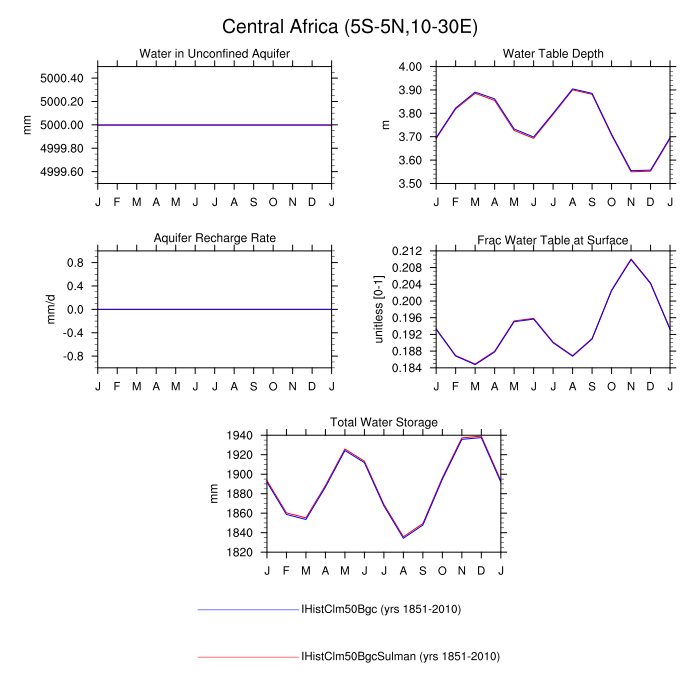 Central Africa (5S-5N,10-30E)
Water in Unconfined Aquifer
5000.40
5000.20
5000.00
4999.80
4999.60
mm
J F M A M J J A S O N D J
Water Table Depth
4.00
3.90
3.80
3.70
3.60
3.50
m
J F M A M J J A S O N D J
Aquifer Recharge Rate
0.8
0.4
0.0
-0.4
-0.8
mm/d
J F M A M J J A S O N D J
Frac Water Table at Surface
0.212
0.208
0.204
0.200
0.196
0.192
0.188
0.184
unitless [0-1]
J F M A M J J A S O N D J
Total Water Storage
1940
1920
1900
1880
1860
1840
1820
mm
J F M A M J J A S O N D J
IHistClm50Bgc (yrs 1851-2010)
IHistClm50BgcSulman (yrs 1851-2010)